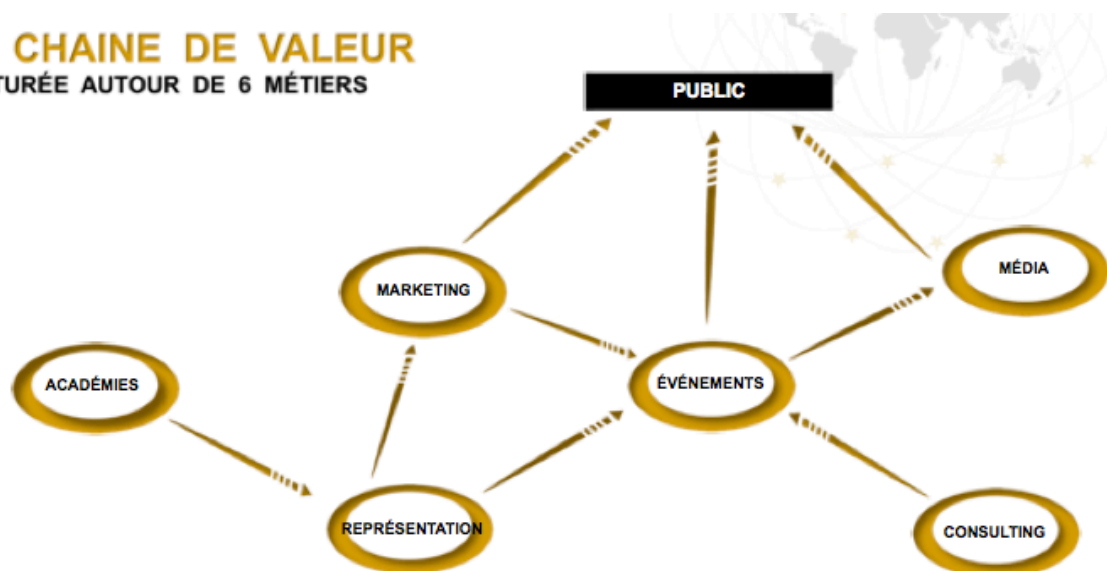 CHAINE DE VALEUR
TURÉE AUTOUR DE 6 MÉTIERS
PUBLIC
MÉDIA
MARKETING
ACADÉMIES
ÉVÉNEMENTS
REPRÉSENTATION
CONSULTING